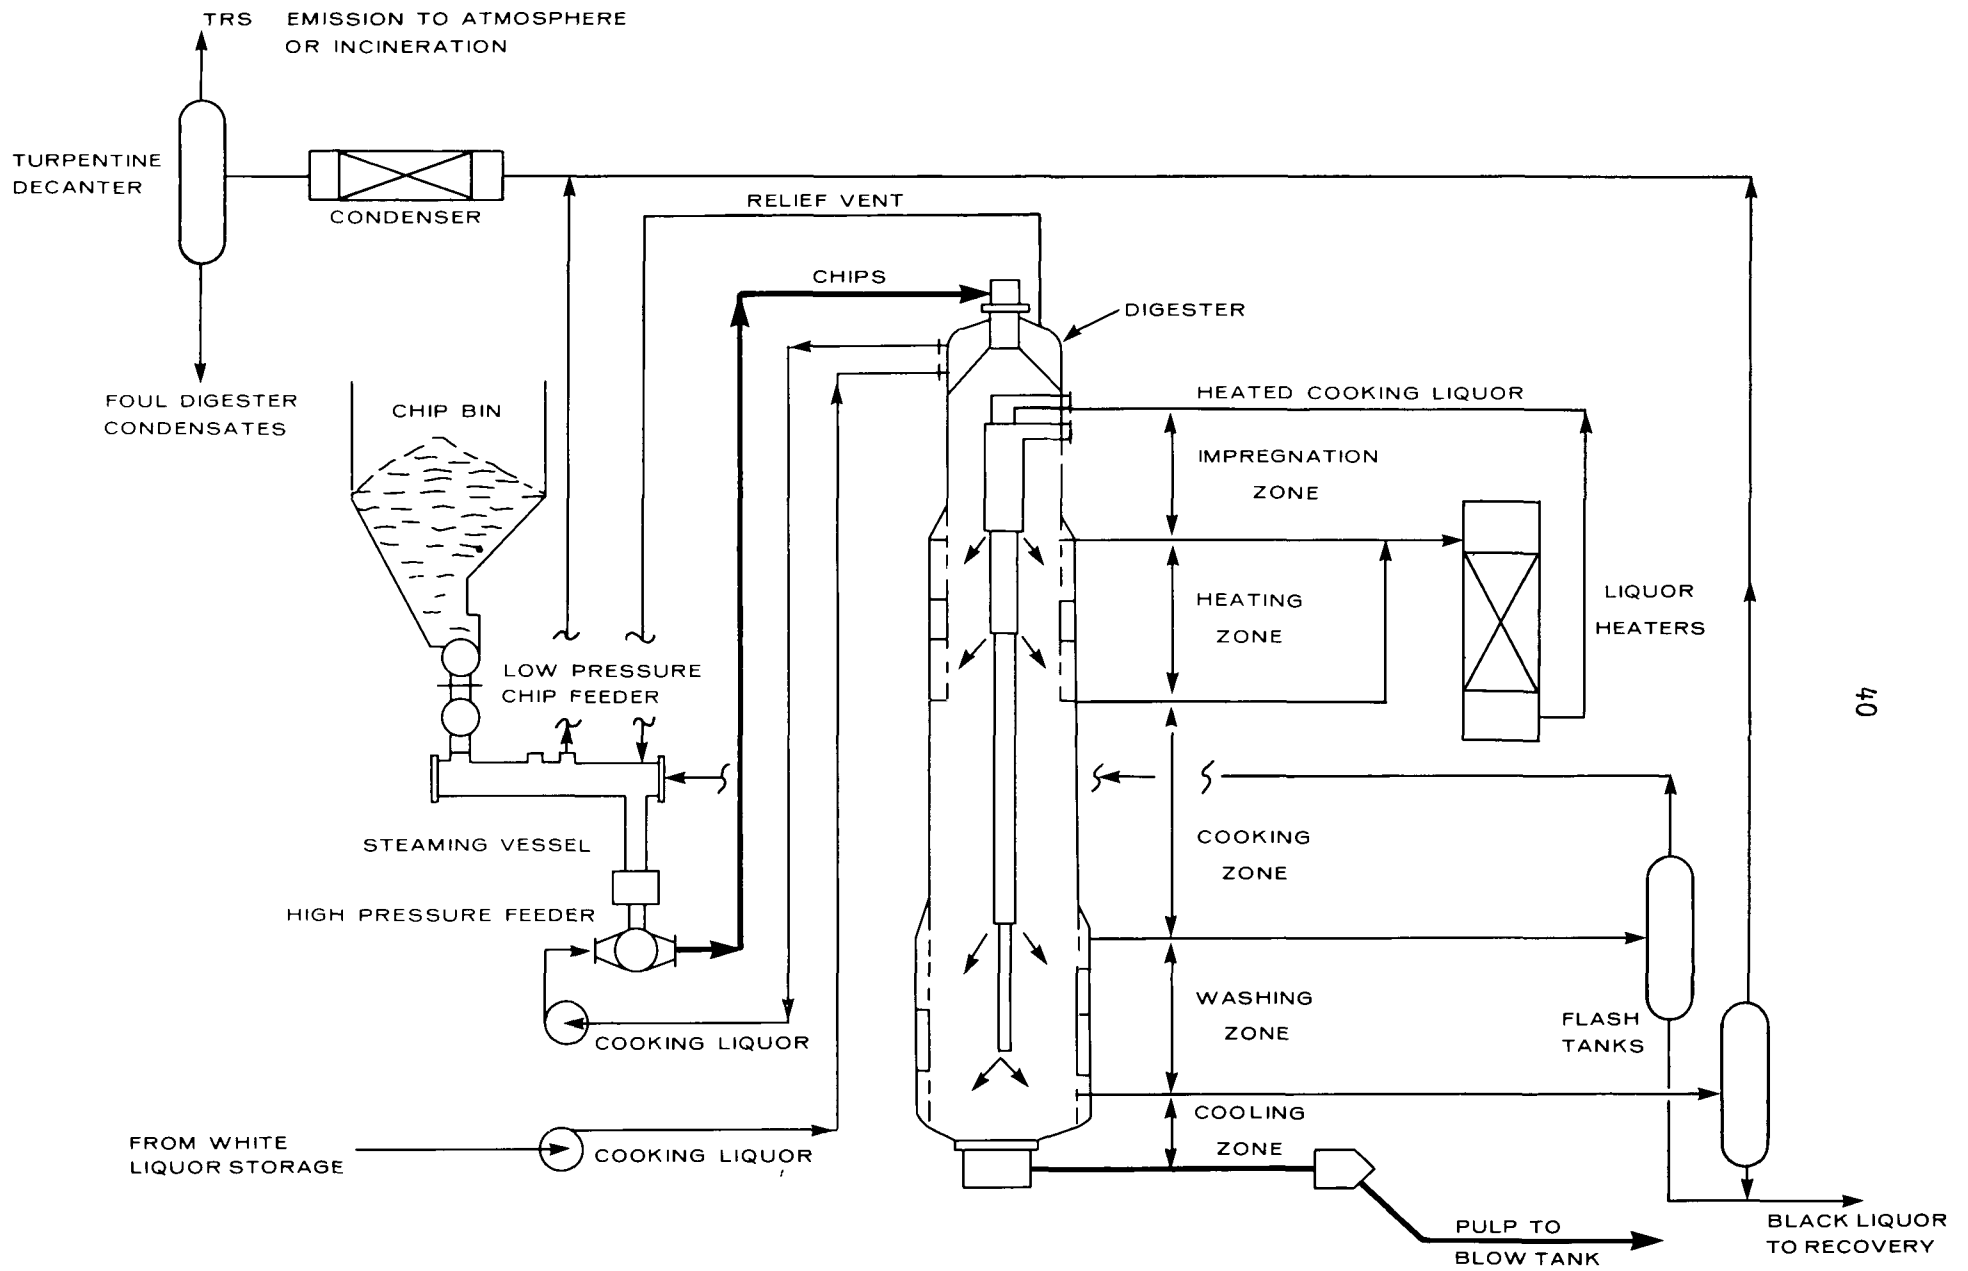 TRS EMISSION TO ATMOSPHERE
OR INCINERATION
TURPENTINE
DECANTER
CONDENSER
RELIEF VENT
CHIPS
DIGESTER
FOUL DIGESTER
CONDENSATES
CHIP BIN
HEATED COOKING LIQUOR
IMPREGNATION
ZONE
HEATING
ZONE
LIQUOR
HEATERS
LOW PRESSURE
CHIP FEEDER
40
STEAMING VESSEL
COOKING
ZONE
HIGH PRESSURE FEEDER
WASHING
ZONE
FLASH
TANKS
COOKING LIQUOR
COOLING
ZONE
FROM WHITE
LIQUOR STORAGE
COOKING LIQUOR
PULP TO
BLOW TANK
BLACK LIQUOR
TO RECOVERY